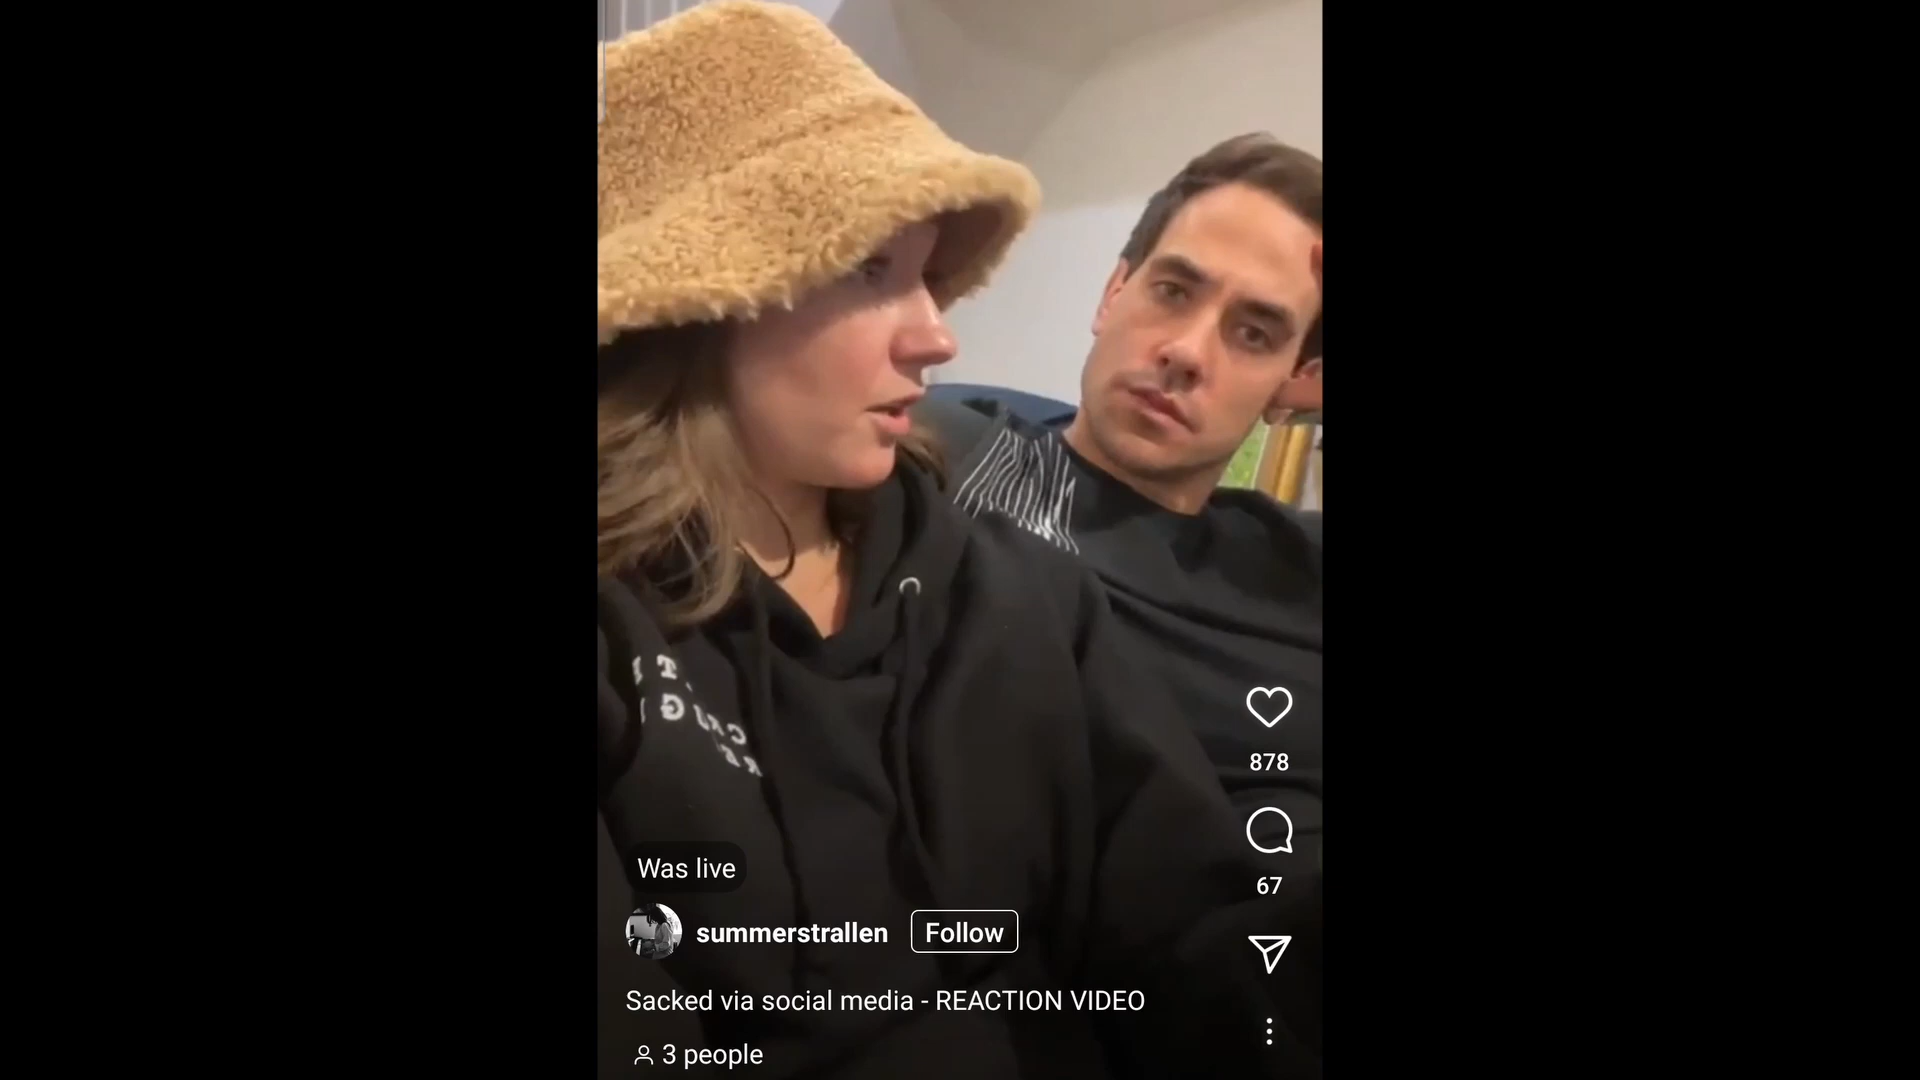 Was live
summerstrallen
Follow
Sacked via social media - REACTION VIDEO
3 people
878
67